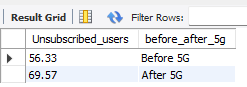 Result Grid Filter Rows:
Unsubscribed_users before_after_5g
56.33 Before 5G
69.57 After 5G